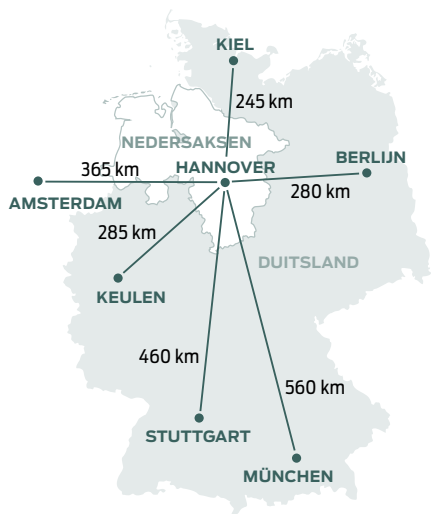 KIEL
245 km
NEDERSAKSEN
HANNOVER
BERLIJN
365 km
280 km
AMSTERDAM
285 km
DUITSLAND
KEULEN
460 km
560 km
STUTTGART
MÜNCHEN